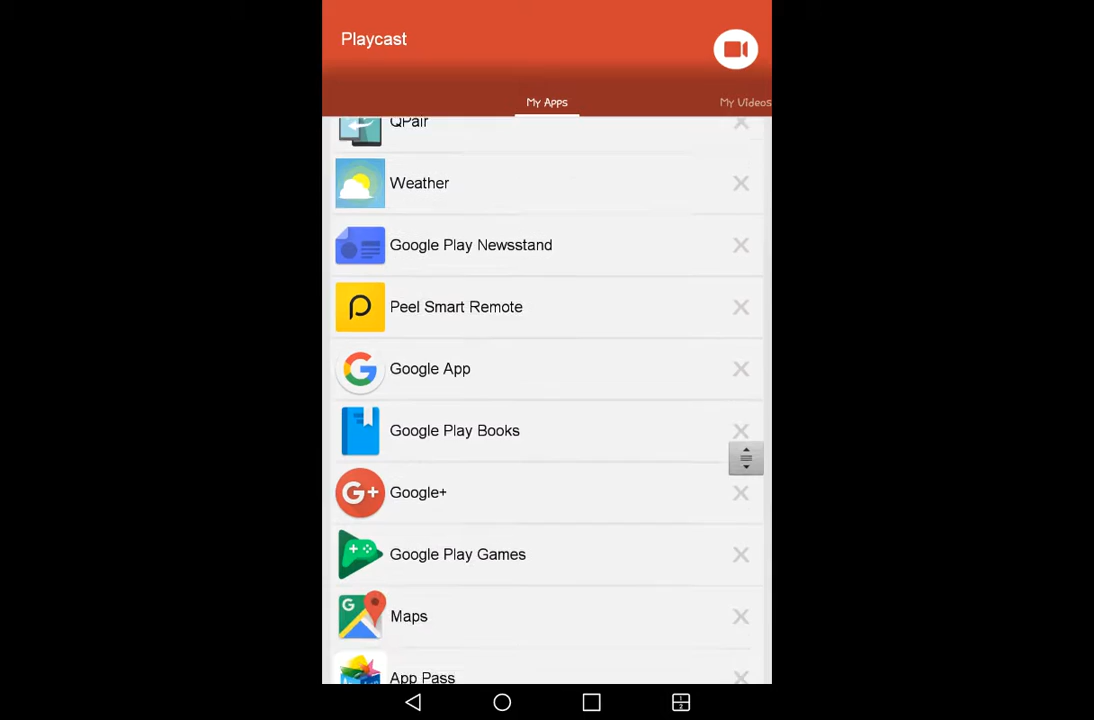 Playcast
My Apps
My Videos
QPair
Weather
Google Play Newsstand
Peel Smart Remote
Google App
Google Play Books
Google+
Google Play Games
Maps
App Pass